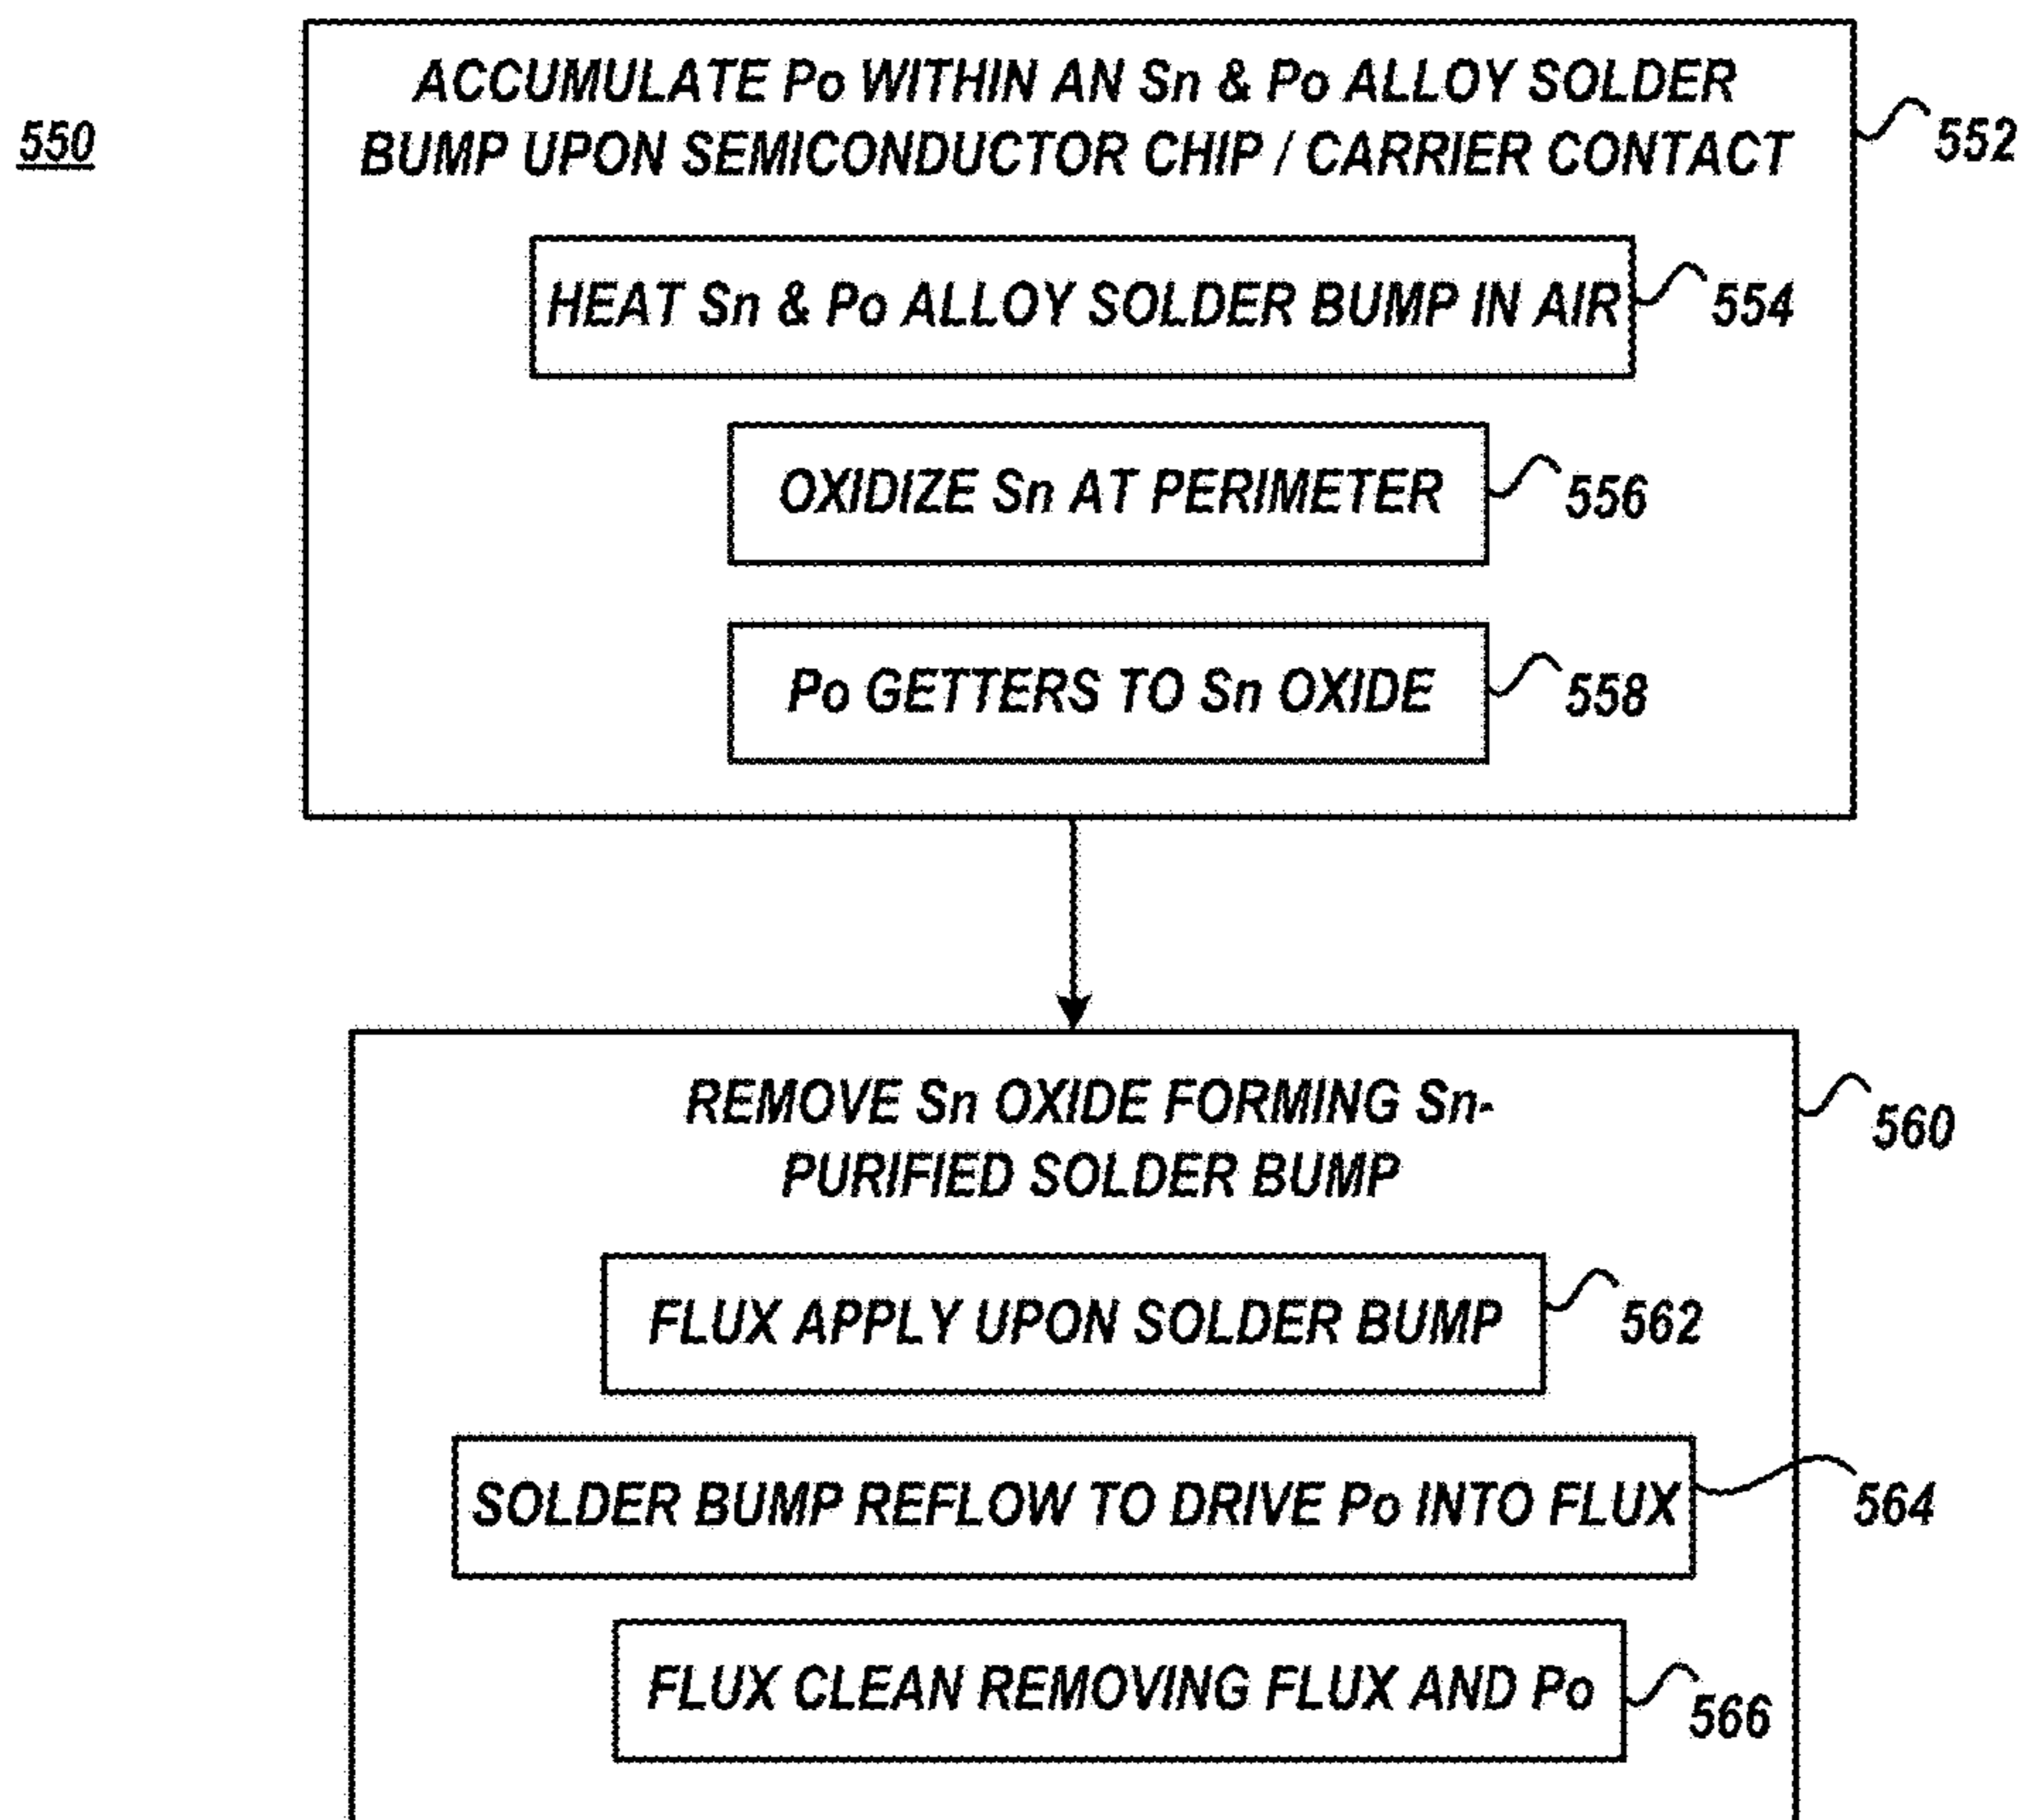 550
ACCUMULATE Po WITHIN AN Sn & Po ALLOY SOLDER
BUMP UPON SEMICONDUCTOR CHIP / CARRIER CONTACT
552
HEAT Sn & Po ALLOY SOLDER BUMP IN AIR
554
OXIDIZE Sn AT PERIMETER
556
Po GETTERS TO Sn OXIDE
558
REMOVE Sn OXIDE FORMING Sn-
PURIFIED SOLDER BUMP
560
FLUX APPLY UPON SOLDER BUMP
562
SOLDER BUMP REFLOW TO DRIVE Po INTO FLUX
564
FLUX CLEAN REMOVING FLUX AND Po
566